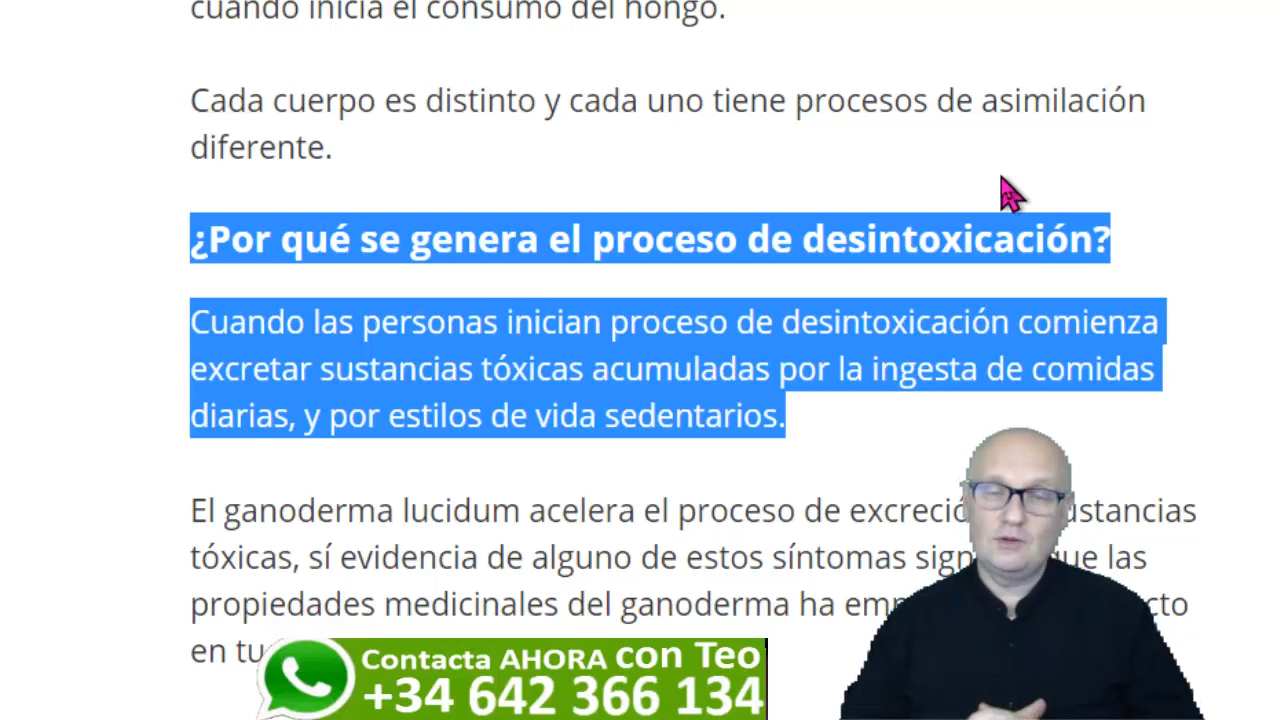 cuando inicia el consumo del hongo.
Cada cuerpo es distinto y cada uno tiene procesos de asimilación
diferente.
¿Por qué se genera el proceso de desintoxicación?
Cuando las personas inician proceso de desintoxicación comienza
excretar sustancias tóxicas acumuladas por la ingesta de comidas
diarias, y por estilos de vida sedentarios.
El ganoderma lucidum acelera el proceso de
tóxicas, sí evidencia de alguno de estos síntomas las
propiedades medicinales del ganoderma ha
en
Contacta AHORA con Teo
+34 642 366 134